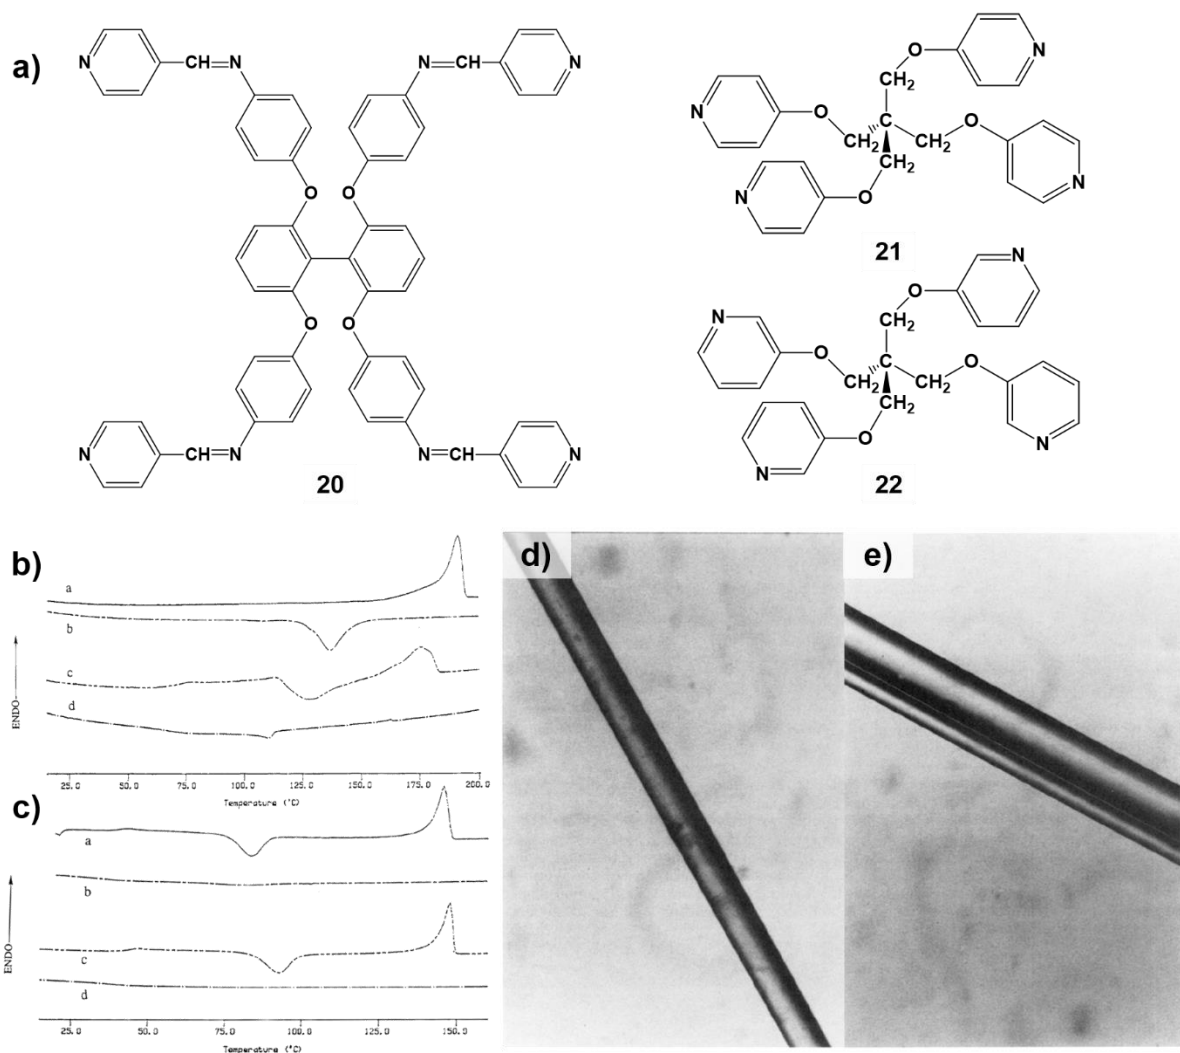 a)
N CH=N N=CH N
O O
O O
N CH=N N=CH N
20
O N
CH2
N O C O
CH2 CH2
N CH2 N
O
21
N
O
CH2
N
O C O
CH2 CH2
CH2
O N
N
22
b)
a
b
c
d
ENDO
25.0 50.0 75.0 100.0 125.0 150.0 175.0 200.0
Temperature (°C)
c)
a
b
c
d
ENDO
25.0 50.0 75.0 100.0 125.0 150.0
Temperature (°C)
d)
e)